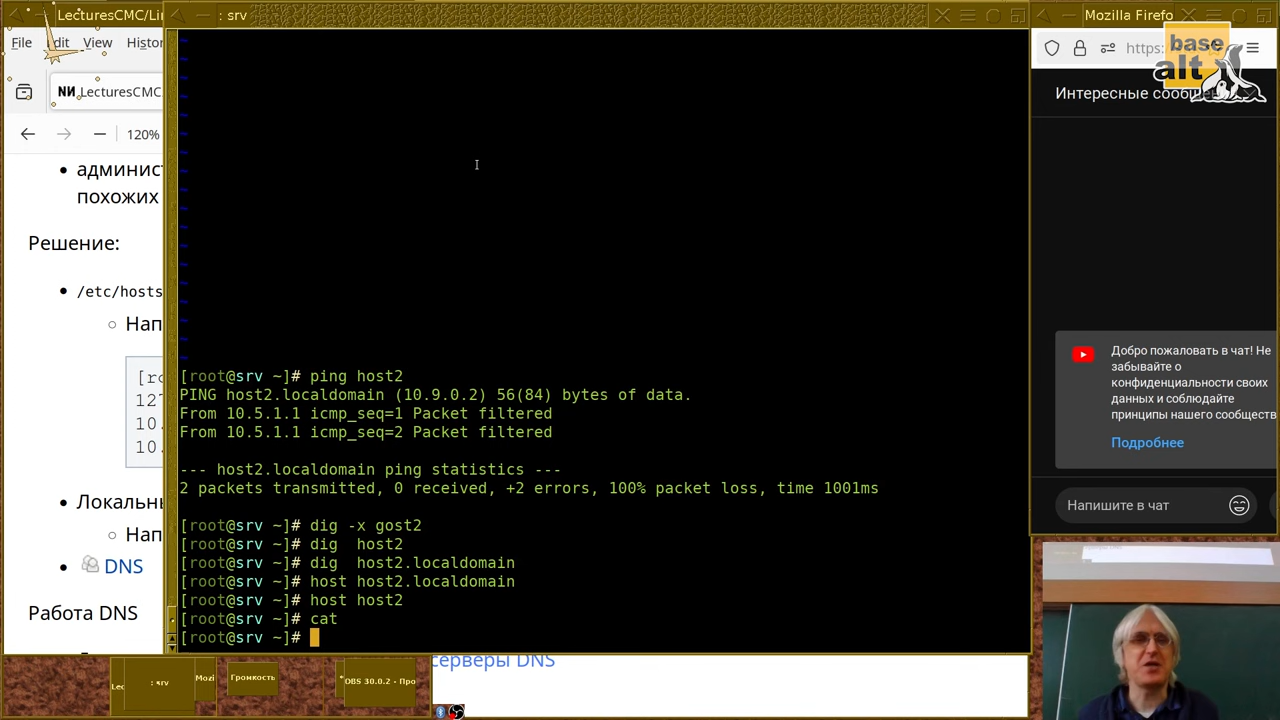 LecturesCMC/Li
: srv
Mozilla Firefo
File Edit View Histor
https:
base
alt
NИ LecturesCMC
Интересные сообщ
120%
админист
похожих
Решение:
/etc/hosts
Нап
[ro
127
10.
10.
Локальны
Нап
DNS
Работа DNS
[root@srv ~]# ping host2
PING host2.localdomain (10.9.0.2) 56(84) bytes of data.
From 10.5.1.1 icmp_seq=1 Packet filtered
From 10.5.1.1 icmp_seq=2 Packet filtered
--- host2.localdomain ping statistics ---
2 packets transmitted, 0 received, +2 errors, 100% packet loss, time 1001ms
[root@srv ~]# dig -x gost2
[root@srv ~]# dig  host2
[root@srv ~]# dig  host2.localdomain
[root@srv ~]# host host2.localdomain
[root@srv ~]# host host2
[root@srv ~]# cat
[root@srv ~]#
Добро пожаловать в чат! Не
забывайте о
конфиденциальности своих
данных и соблюдайте
принципы нашего сообществ
Подробнее
Напишите в чат
серверы DNS
Lec
: srv
Mozi
Громкость
*OBS 30.0.2 - Про